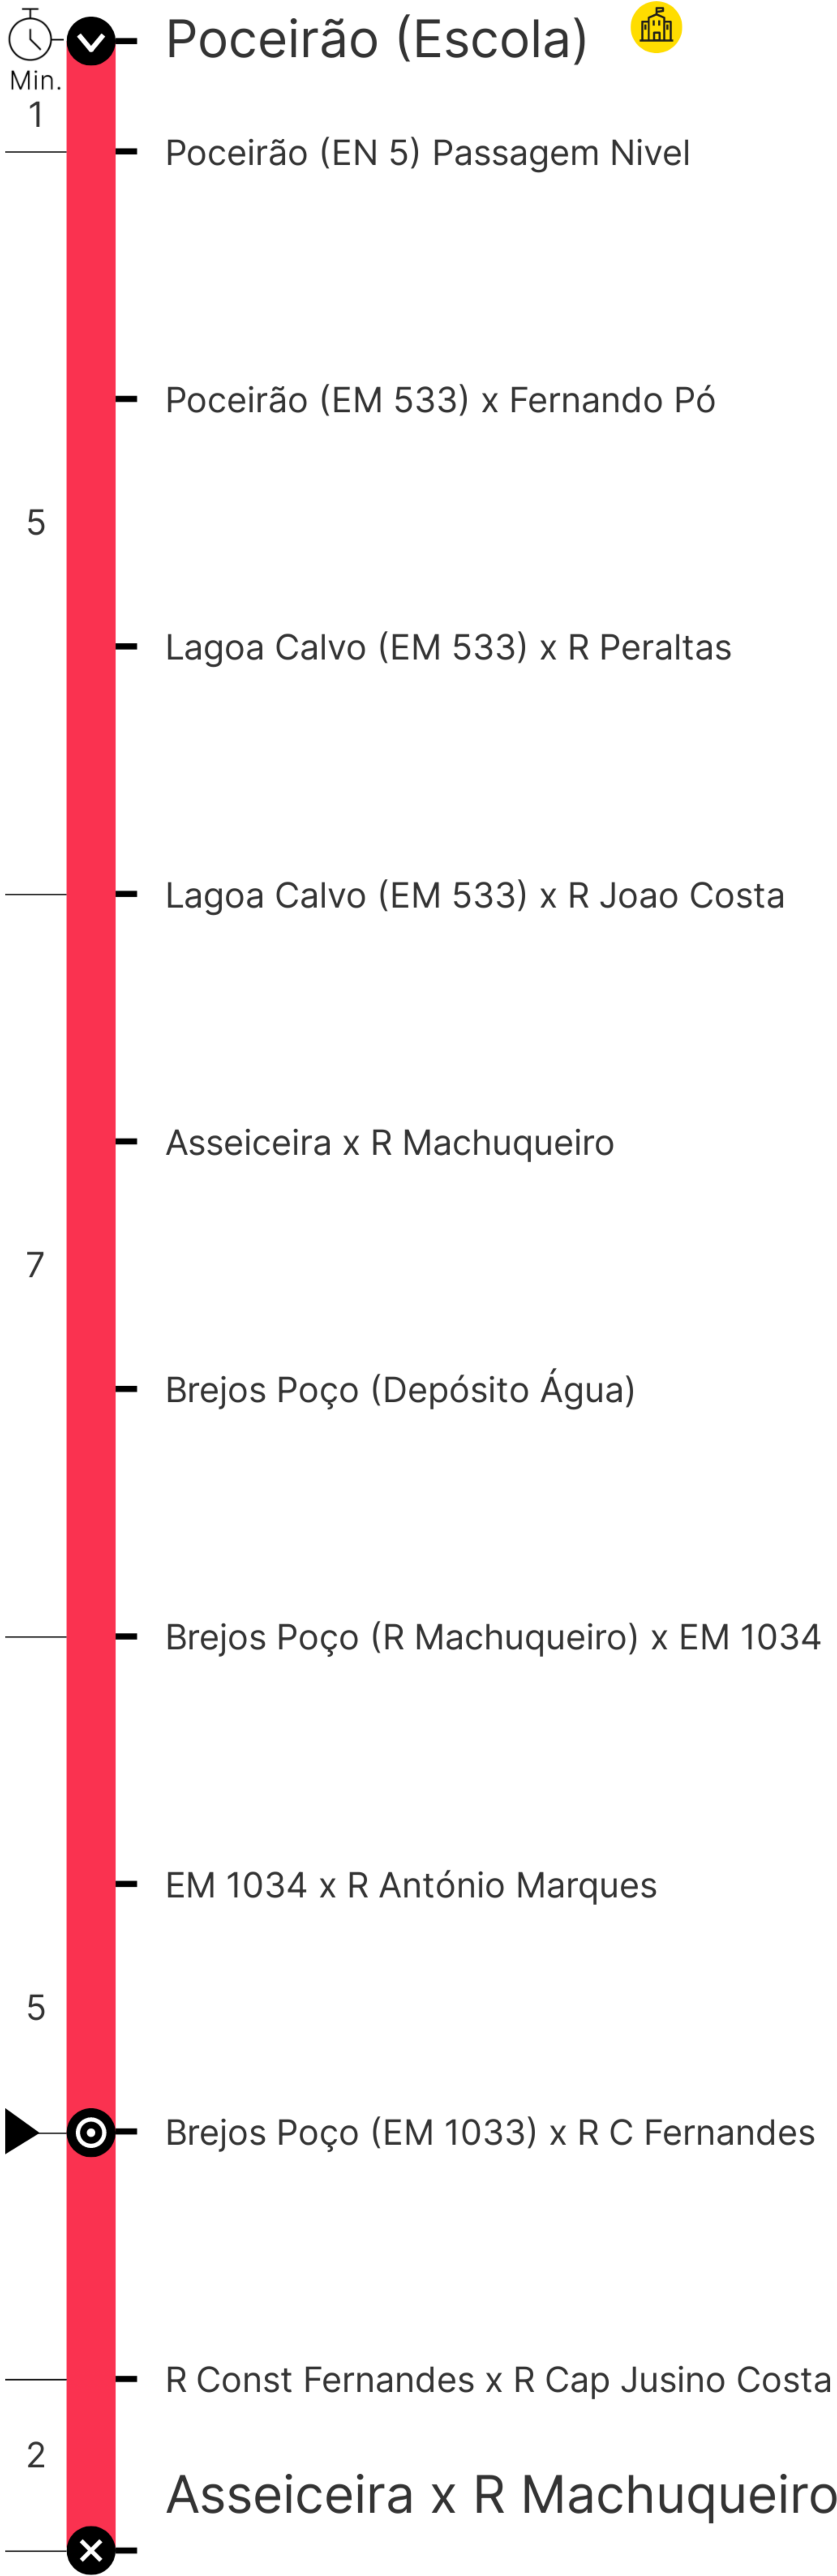 Poceirão (Escola)
Min.
1
Poceirão (EN 5) Passagem Nivel
Poceirão (EM 533) x Fernando Pó
5
Lagoa Calvo (EM 533) x R Peraltas
Lagoa Calvo (EM 533) x R Joao Costa
Asseiceira x R Machuqueiro
7
Brejos Poço (Depósito Água)
Brejos Poço (R Machuqueiro) x EM 1034
EM 1034 x R António Marques
5
Brejos Poço (EM 1033) x R C Fernandes
R Const Fernandes x R Cap Jusino Costa
2
Asseiceira x R Machuqueiro